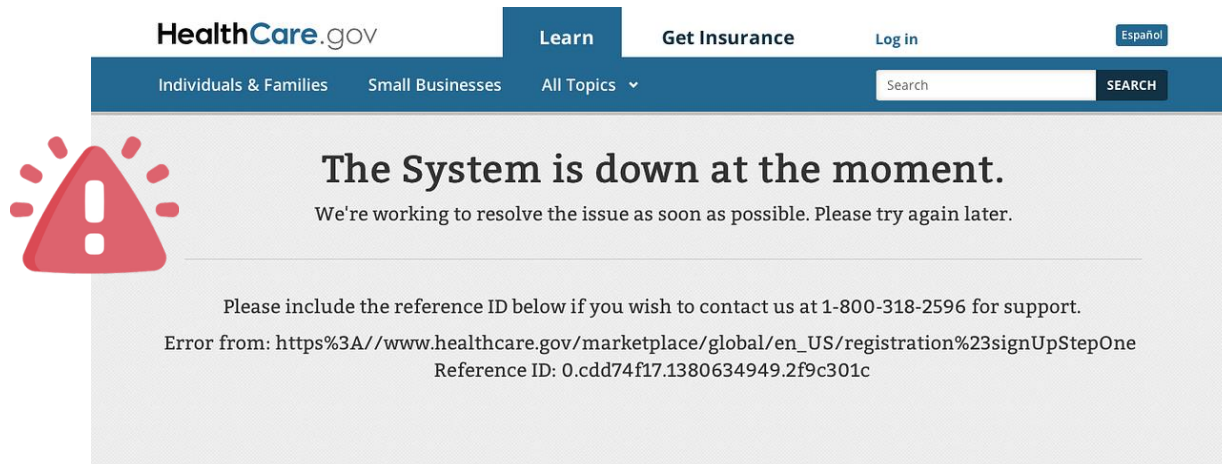 HealthCare.gov
Learn
Get Insurance
Log in
Español
Individuals & Families
Small Businesses
All Topics
Search
SEARCH
The System is down at the moment.
We're working to resolve the issue as soon as possible. Please try again later.
Please include the reference ID below if you wish to contact us at 1-800-318-2596 for support.
Error from: https%3A//www.healthcare.gov/marketplace/global/en_US/registration%23signUpStepOne
Reference ID: 0.cdd74f17.1380634949.2f9c301c